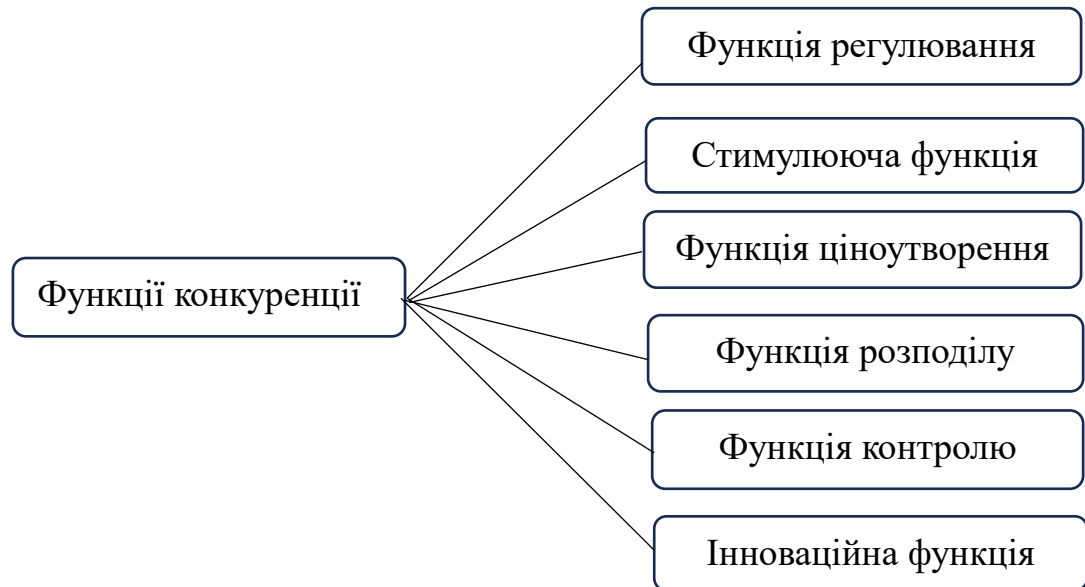 Функція регулювання
Стимулююча функція
Функція ціноутворення
Функції конкуренції
Функція розподілу
Функція контролю
Інноваційна функція